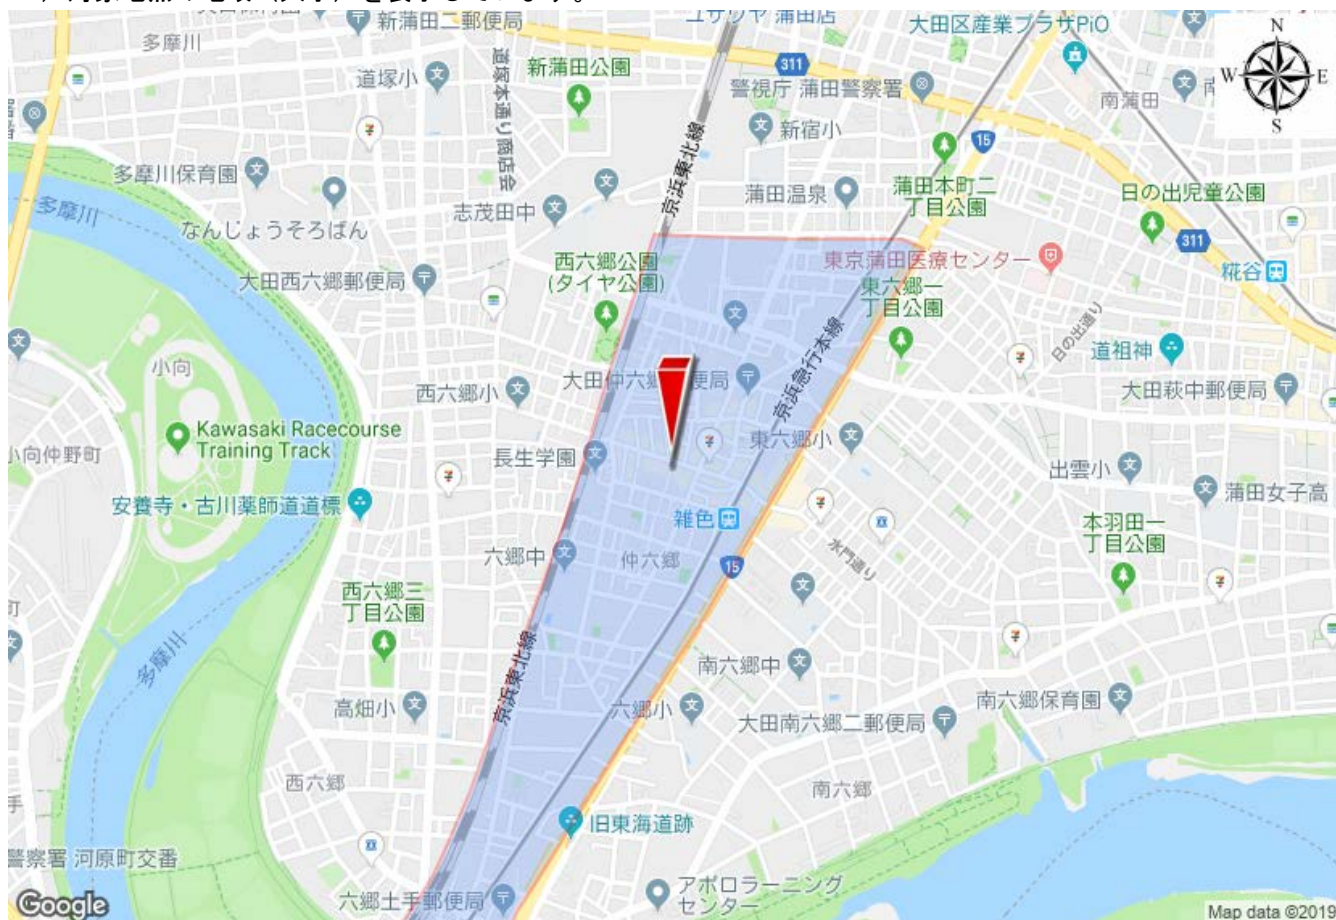 多摩川
新蒲田二郵便局
ユザワヤ 蒲田店
大田区産業プラザPiO
N
W
E
S
道塚小
道塚本通り商店会
新蒲田公園
311
警視庁 蒲田警察署
南蒲田
新宿小
15
多摩川保育園
京浜東北線
蒲田温泉
蒲田本町二
丁目公園
日の出児童公園
多摩川
なんじょうそろばん
志茂田中
311
大田西六郷郵便局
西六郷公園
(タイヤ公園)
東京蒲田医療センター
糀谷
東六郷一
丁目公園
日の出通り
道祖神
小向
西六郷小
大田仲六郷郵便局
京浜急行本線
大田萩中郵便局
Kawasaki Racecourse
Training Track
小向仲野町
長生学園
東六郷小
出雲小
蒲田女子高
安養寺・古川薬師道道標
雑色
本羽田一
丁目公園
六郷中
仲六郷
15
水門通り
西六郷三
丁目公園
多摩川
京浜東北線
南六郷中
高畑小
六郷小
大田南六郷二郵便局
南六郷保育園
西六郷
南六郷
旧東海道跡
警察署 河原町交番
六郷土手郵便局
アポロラーニング
センター
Google
Map data ©2019